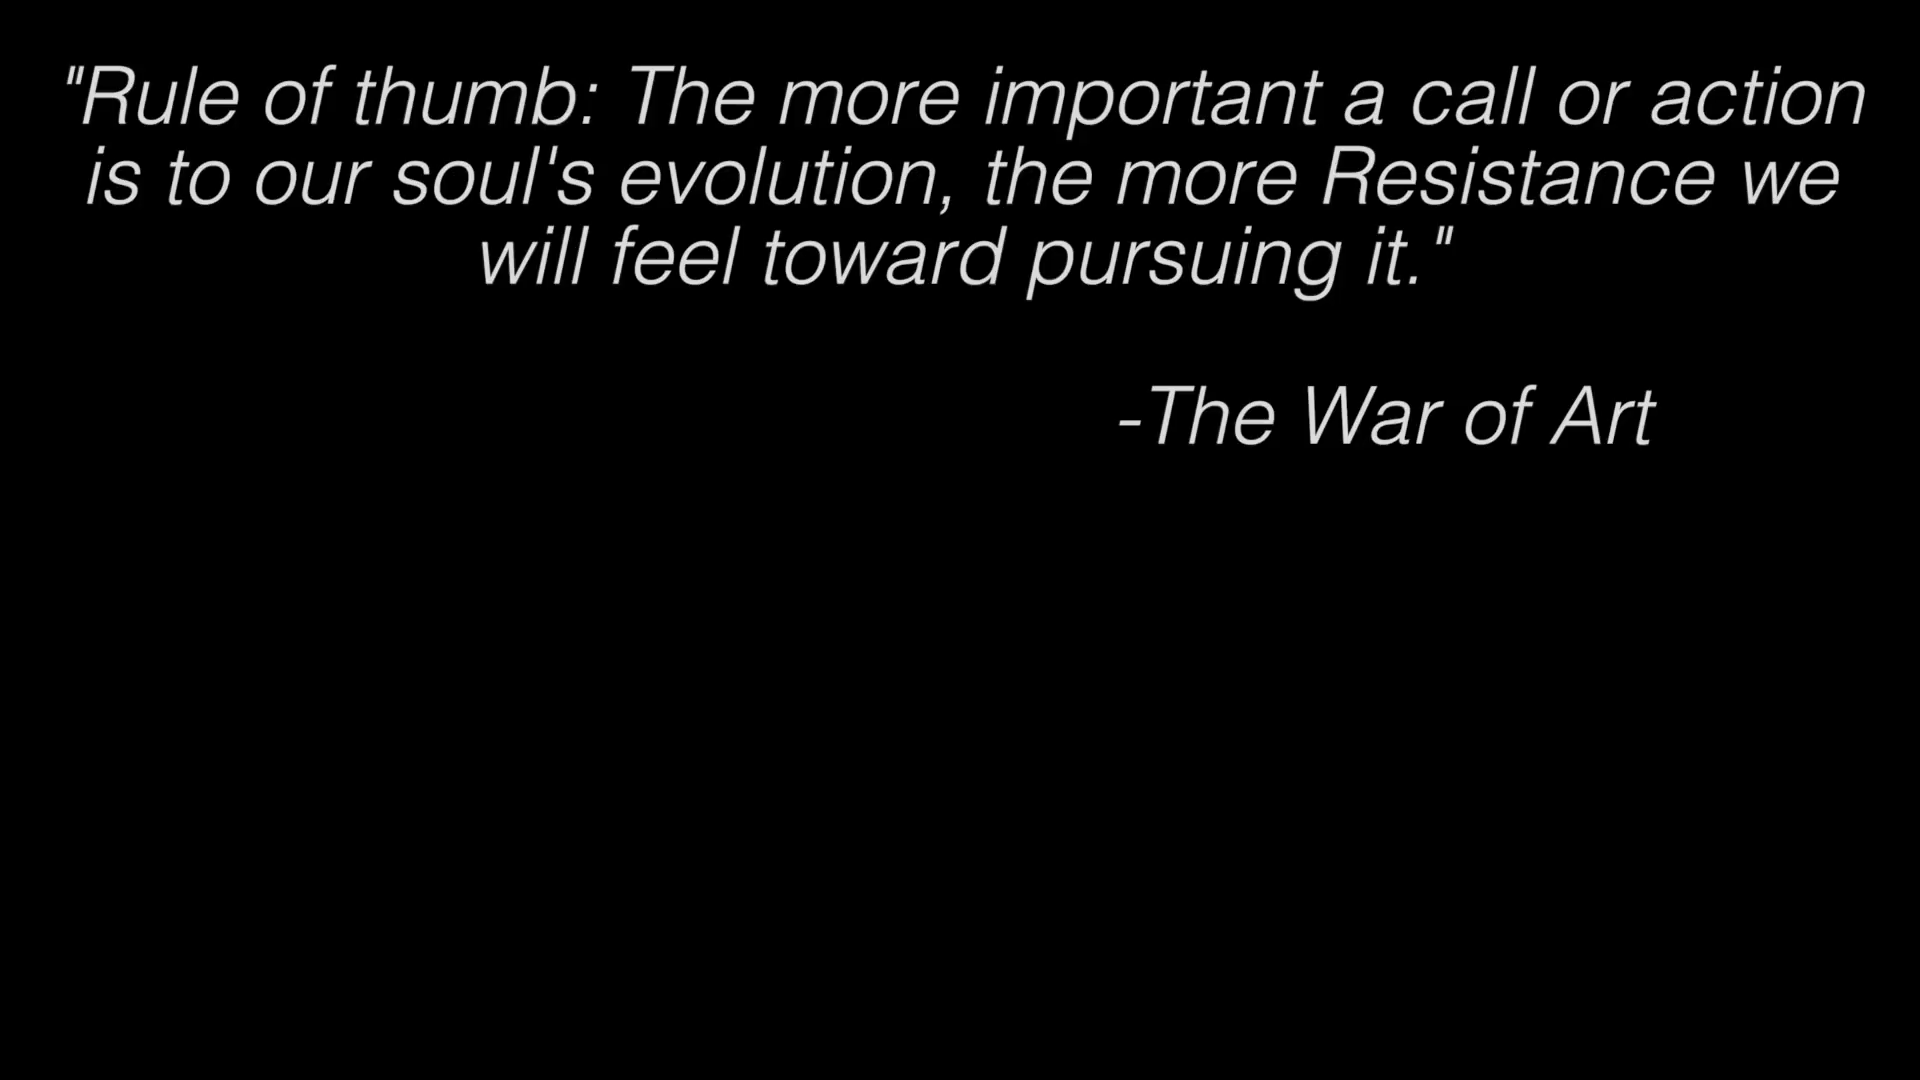 "Rule of thumb: The more important a call or action
is to our soul's evolution, the more Resistance we
will feel toward pursuing it."
-The War of Art